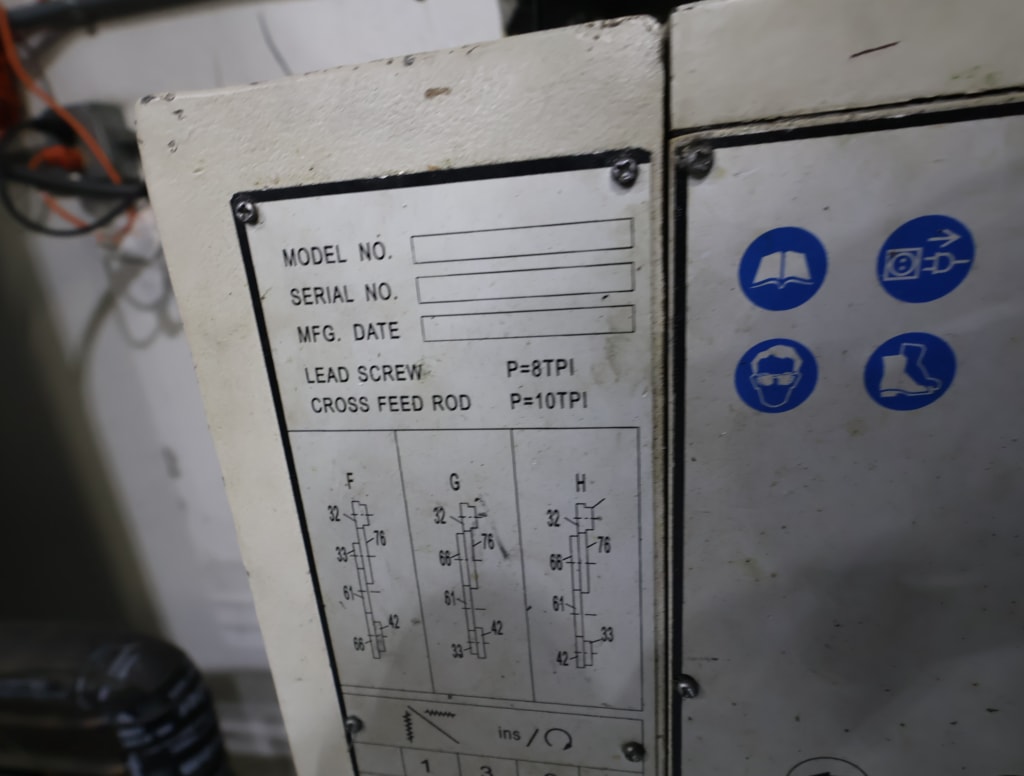 MODEL NO.
SERIAL NO.
MFG. DATE
LEAD SCREW P=8TPI
CROSS FEED ROD P=10TPI
F G H
32 32 32
76 76 76
33 66 66
61 61 61
42 42 33
66 33 42
ins/
1 3